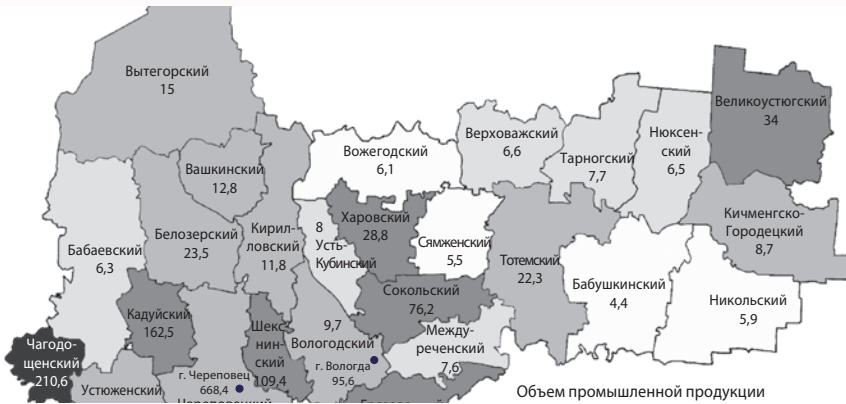 Вытегорский
15
Великоустюгский
34
Верховажский
6,6
Нюксен-
ский
6,5
Вожегодский
6,1
Тарногский
7,7
Вашкинский
12,8
Кичменгско-
Городецкий
8,7
Харовский
28,8
8
Усть-
Кубинский
Кирил-
ловский
11,8
Белозерский
23,5
Сямженский
5,5
Бабаевский
6,3
Тотемский
22,3
Бабушкинский
4,4
Сокольский
76,2
Никольский
5,9
Кадуйский
162,5
9,7
Вологодский
Шекс-
нин-
ский
109,4
Между-
реченский
7,6
Чагодо-
щенский
210,6
г. Вологда
95,6
г. Череповец
668,4
Устюженский
Объем промышленной продукции